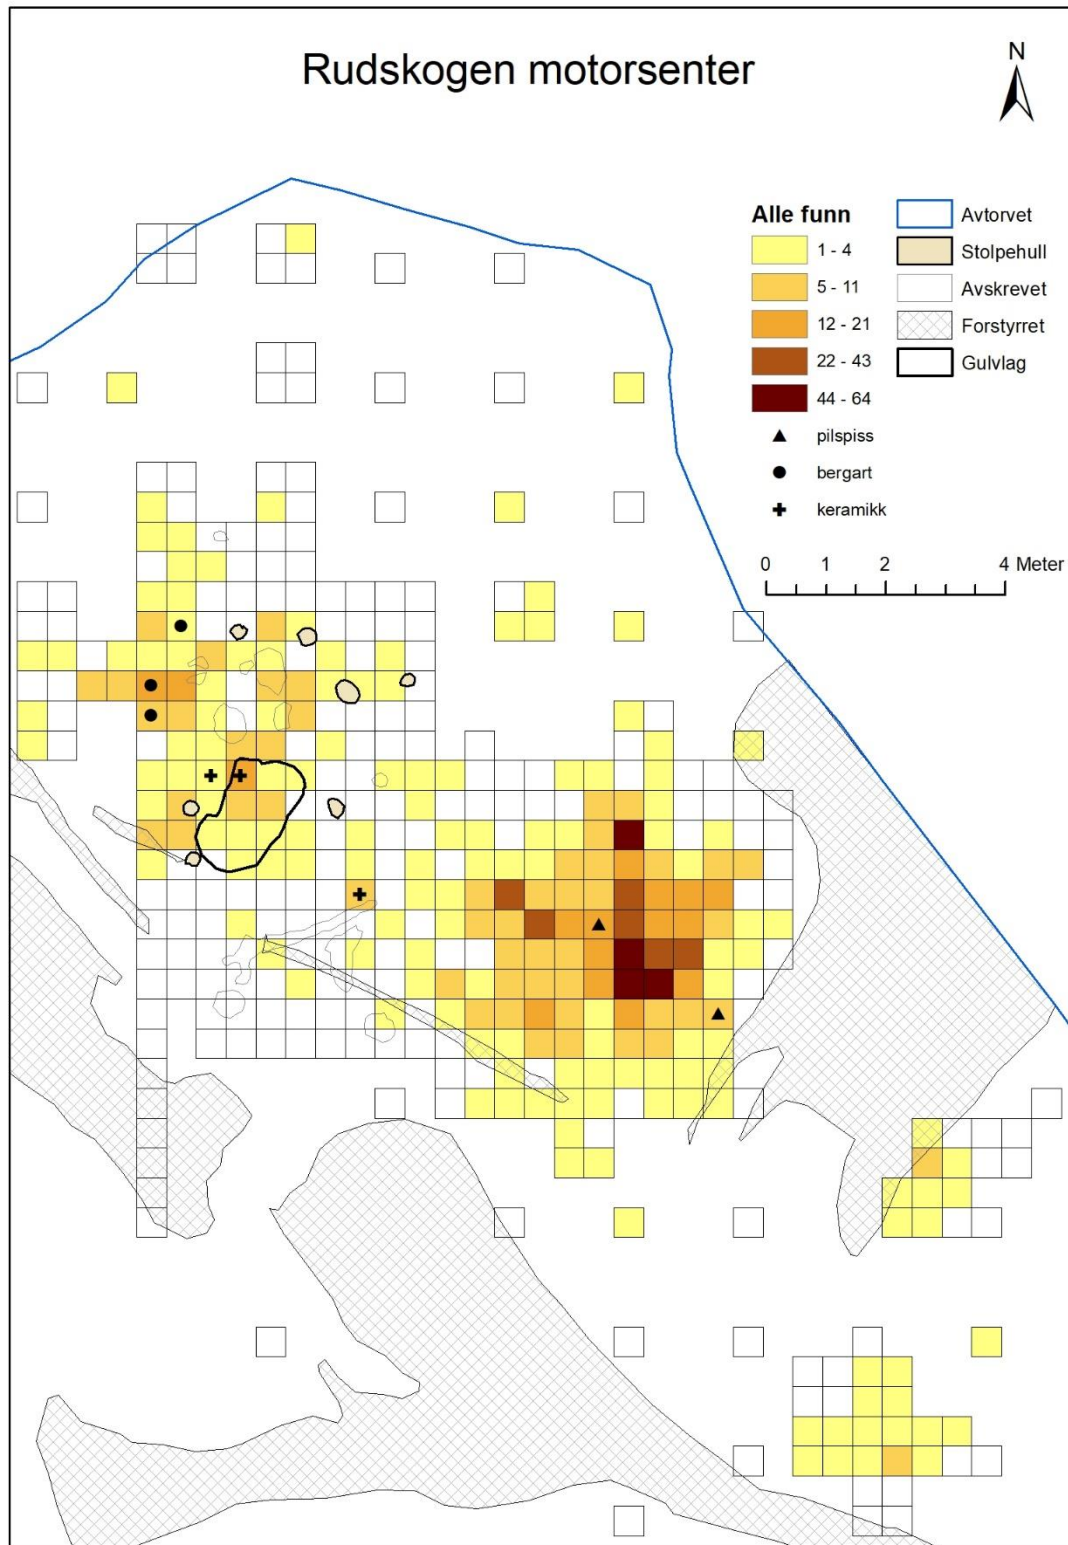 Rudskogen motorsenter
N
Alle funn
1 - 4
5 - 11
12 - 21
22 - 43
44 - 64
pilspiss
bergart
keramikk
Avtorvet
Stolpehull
Avskrevet
Forstyrret
Gulvlag
0 1 2 4 Meter